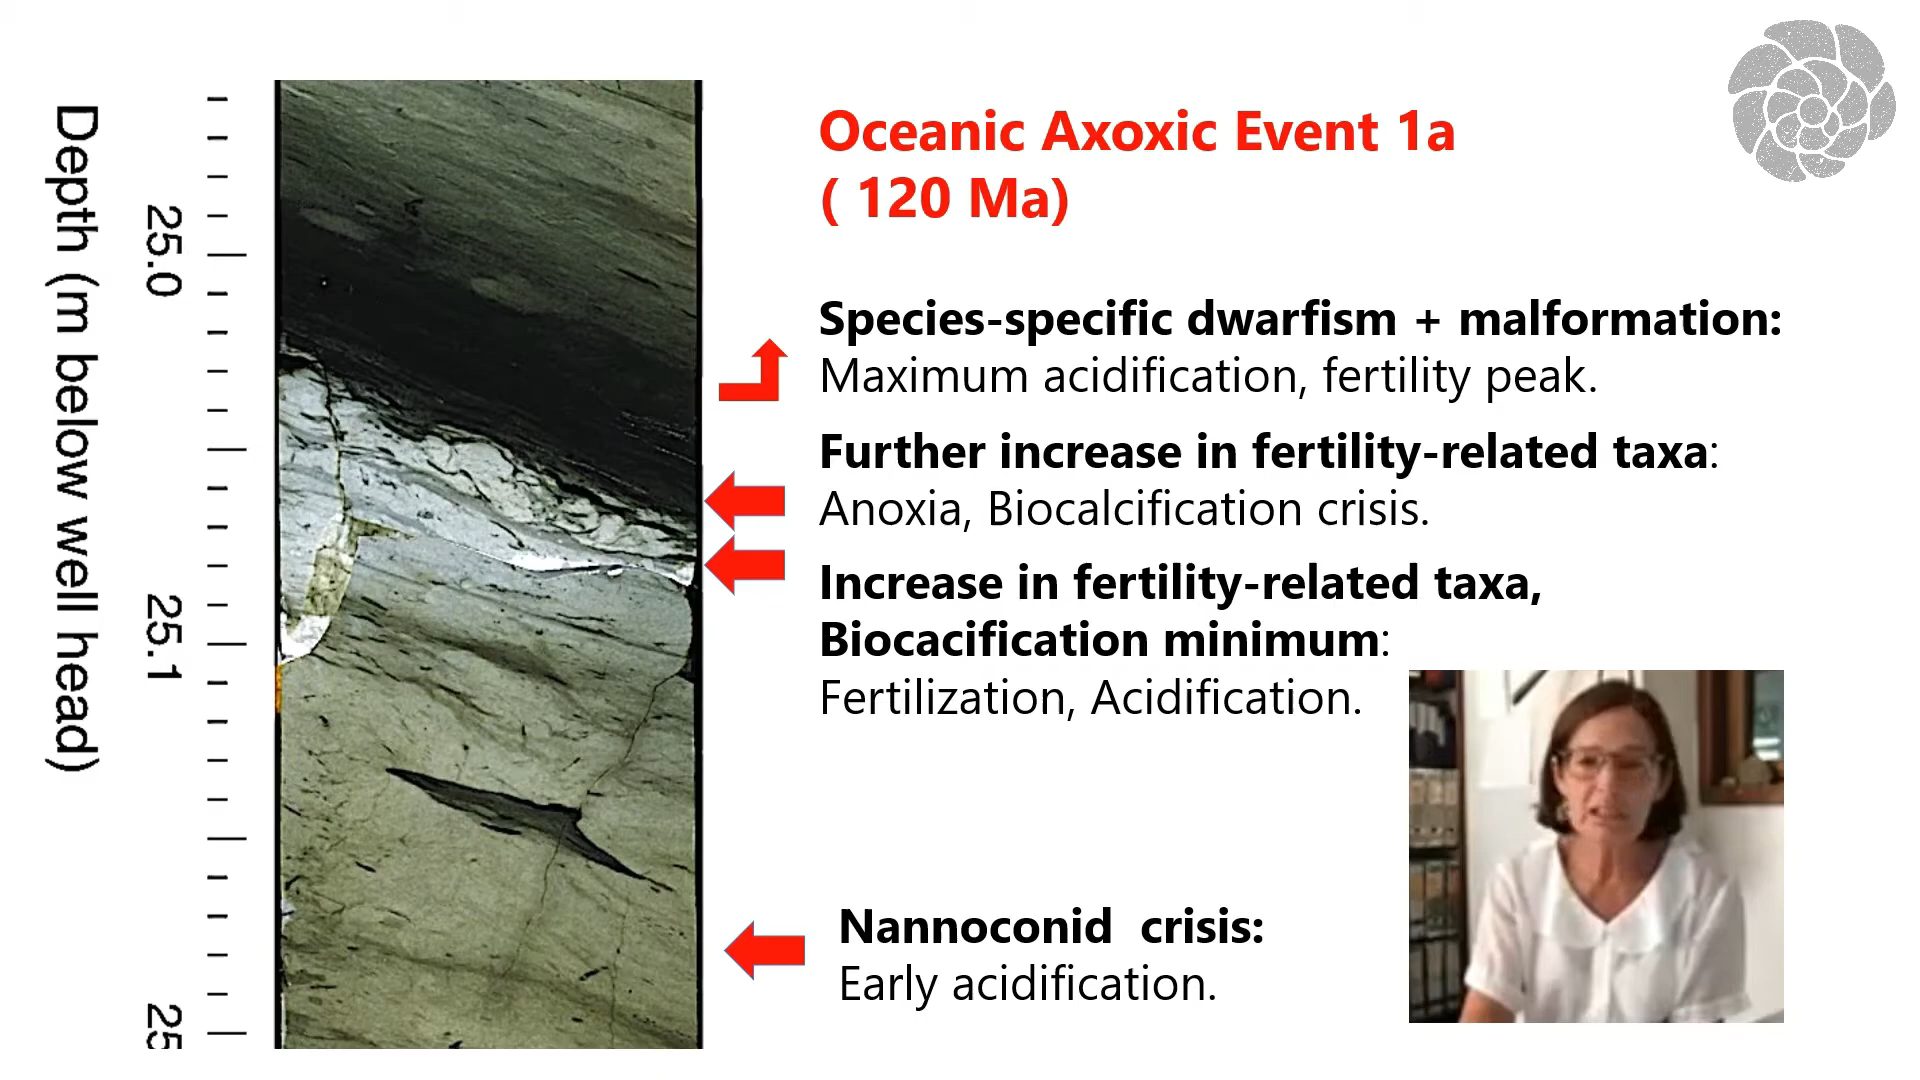 Depth (m below well head)
25.0
25.1
25
Oceanic Axoxic Event 1a
( 120 Ma)
Species-specific dwarfism + malformation:
Maximum acidification, fertility peak.
Further increase in fertility-related taxa:
Anoxia, Biocalcification crisis.
Increase in fertility-related taxa,
Biocacification minimum:
Fertilization, Acidification.
Nannoconid crisis:
Early acidification.